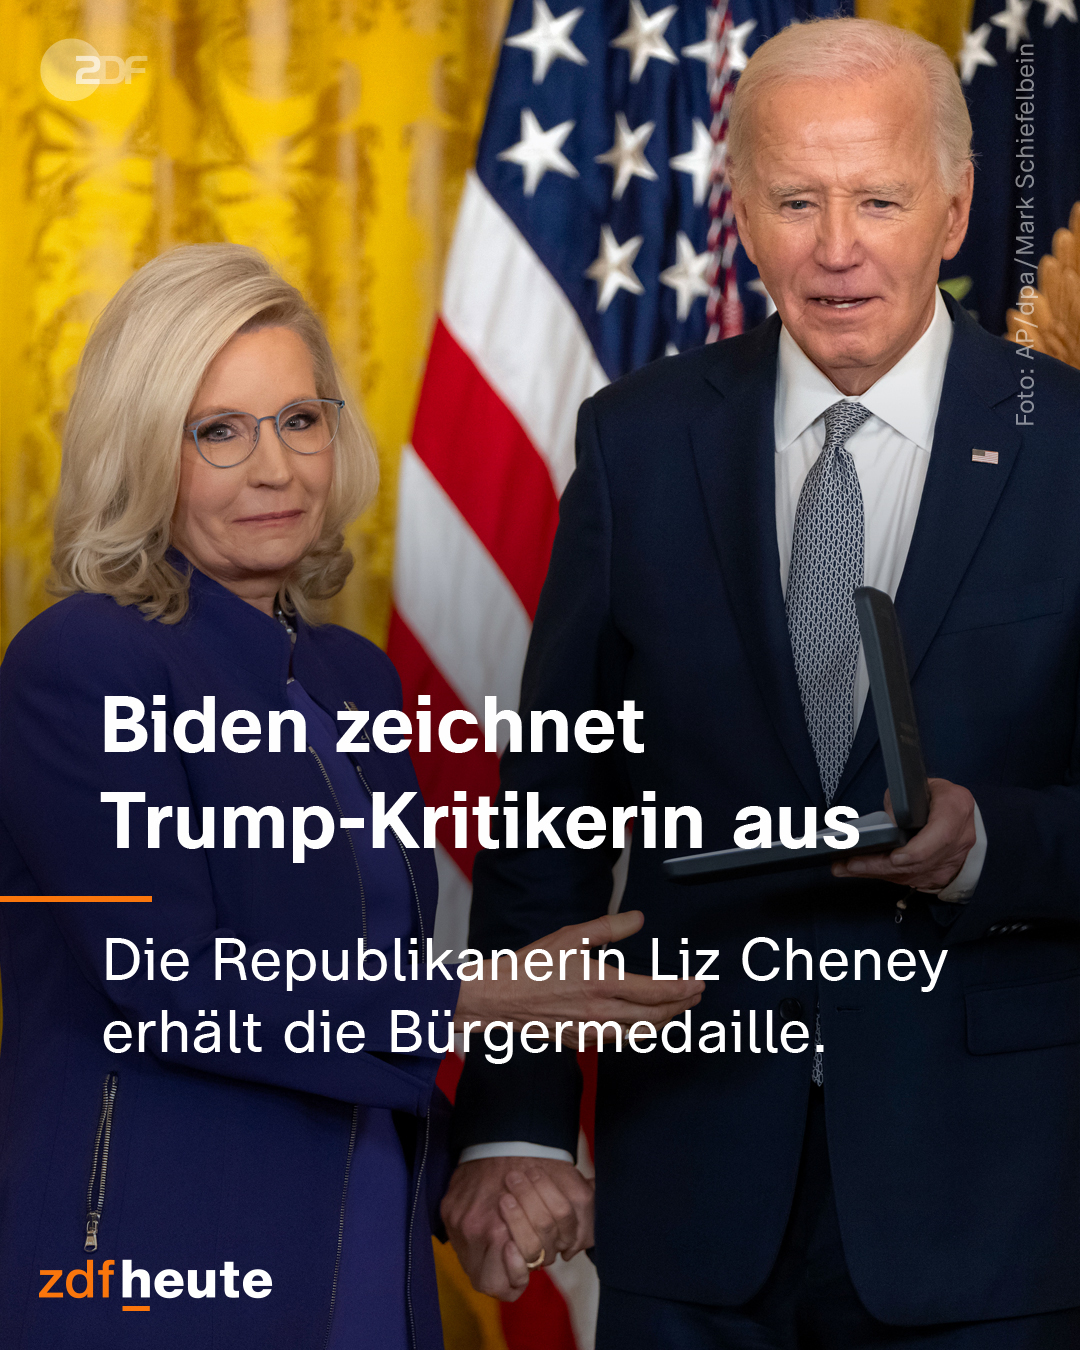 ZDF
Foto: AP/dpa/Mark Schiefelbein
Biden zeichnet
Trump-Kritikerin aus
Die Republikanerin Liz Cheney
erhält die Bürgermedaille.
zdfheute